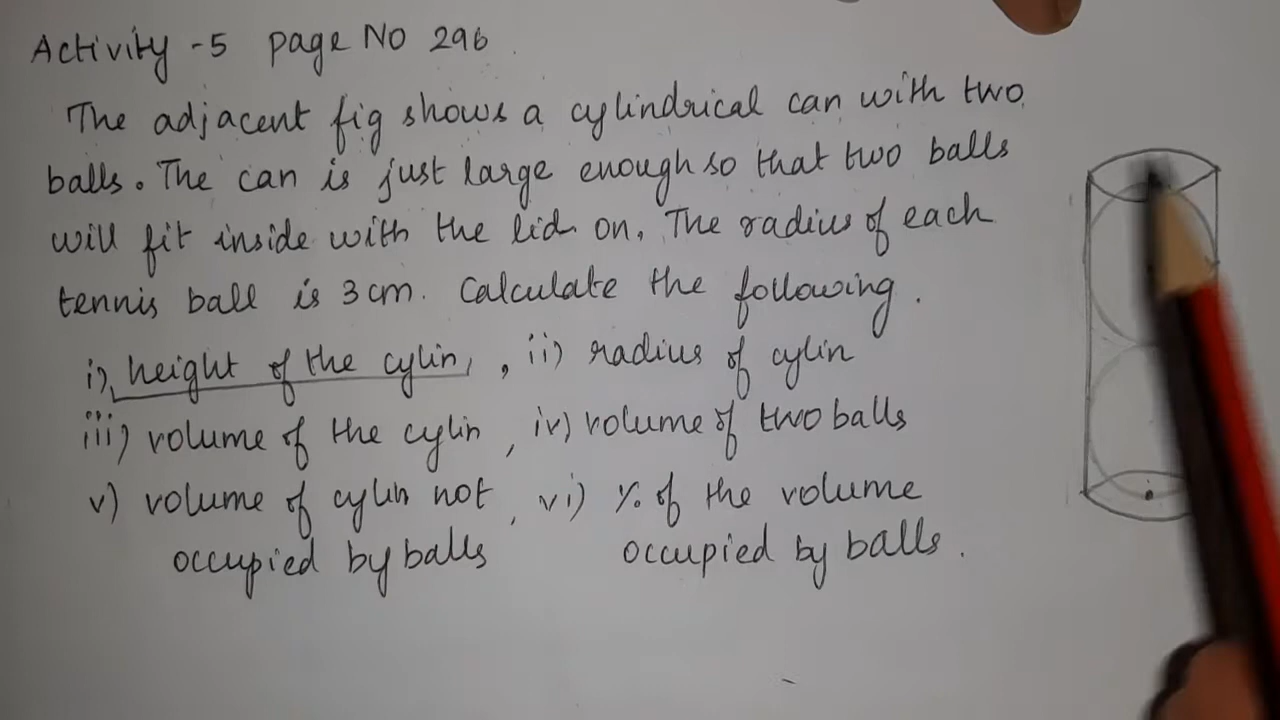 Activity -5 page No 296
The adjacent fig shows a cylindrical can with two
balls. The can is just large enough so that two balls
will fit inside with the lid on. The radius of each
tennis ball is 3 cm. Calculate the following.
i), height of the cylin, , ii) radius of cylin
iii) volume of the cylin , iv) volume of two balls
v) volume of cylin not , vi) % of the volume
occupied by balls occupied by balls.